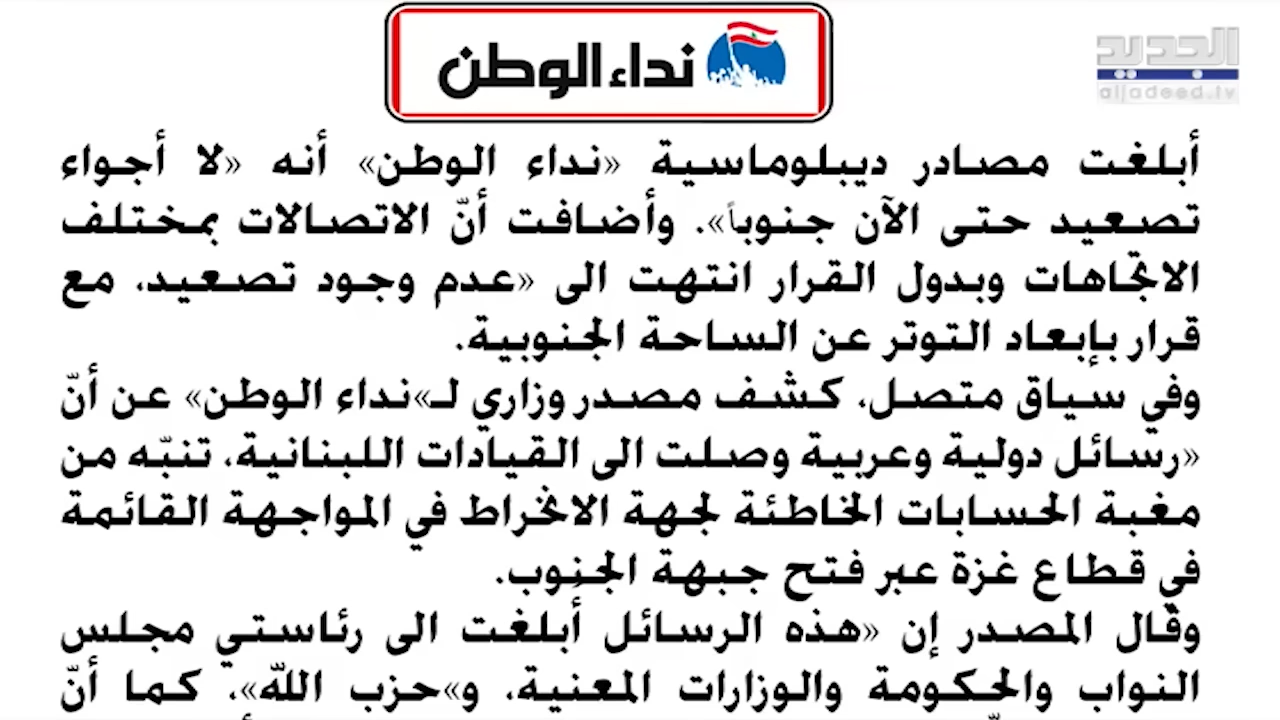 نداء الوطن
الجديد
aljadeed.tv
أبلغت مصادر ديبلوماسية «نداء الوطن» أنه «لا أجواء
تصعيد حتى الآن جنوباً». وأضافت أنّ الاتصالات بمختلف
الاتجاهات وبدول القرار انتهت الى «عدم وجود تصعيد، مع
قرار بإبعاد التوتر عن الساحة الجنوبية.
وفي سياق متصل، كشف مصدر وزاري لـ»نداء الوطن» عن أنّ
«رسائل دولية وعربية وصلت الى القيادات اللبنانية، تنبّه من
مغبة الحسابات الخاطئة لجهة الانخراط في المواجهة القائمة
في قطاع غزة عبر فتح جبهة الجنوب.
وقال المصدر إن «هذه الرسائل أبلغت الى رئاستي مجلس
النواب والحكومة والوزارات المعنية، و»حزب الله»، كما أنّ